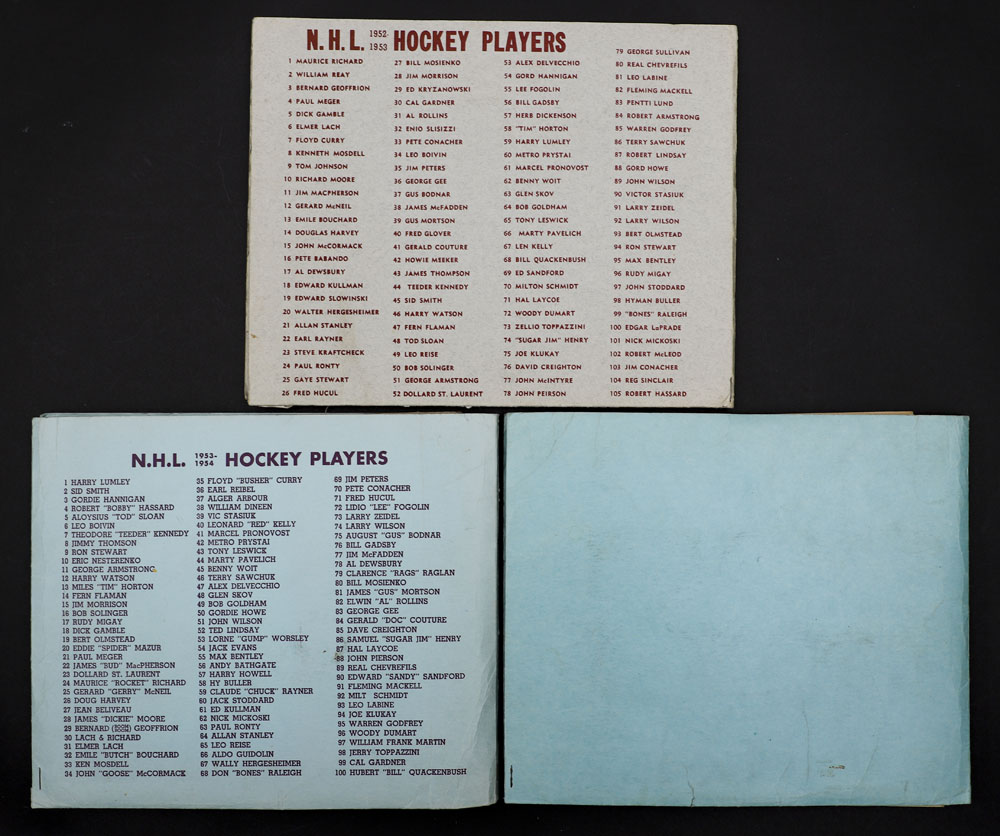 N.H.L. 1952-1953 HOCKEY PLAYERS
1 MAURICE RICHARD
2 WILLIAM REAY
3 BERNARD GEOFFRION
4 PAUL MEGER
5 DICK GAMBLE
6 ELMER LACH
7 FLOYD CURRY
8 KENNETH MOSDELL
9 TOM JOHNSON
10 RICHARD MOORE
11 JIM MACPHERSON
12 GERARD McNEIL
13 EMILE BOUCHARD
14 DOUGLAS HARVEY
15 JOHN McCORMACK
16 PETE BABANDO
17 AL DEWSBURY
18 EDWARD KULLMAN
19 EDWARD SLOWINSKI
20 WALTER HERGESHEIMER
21 ALLAN STANLEY
22 EARL RAYNER
23 STEVE KRAFTCHECK
24 PAUL RONTY
25 GAYE STEWART
26 FRED HUCUL
27 BILL MOSIENKO
28 JIM MORRISON
29 ED KRYZANOWSKI
30 CAL GARDNER
31 AL ROLLINS
32 ENIO SLISIZZI
33 PETE CONACHER
34 LEO BOIVIN
35 JIM PETERS
36 GEORGE GEE
37 GUS BODNAR
38 JAMES McFADDEN
39 GUS MORTSON
40 FRED GLOVER
41 GERALD COUTURE
42 HOWIE MEEKER
43 JAMES THOMPSON
44 TEEDER KENNEDY
45 SID SMITH
46 HARRY WATSON
47 FERN FLAMAN
48 TOD SLOAN
49 LEO REISE
50 BOB SOLINGER
51 GEORGE ARMSTRONG
52 DOLLARD ST. LAURENT
53 ALEX DELVECCHIO
54 GORD HANNIGAN
55 LEE FOGOLIN
56 BILL GADSBY
57 HERB DICKENSON
58 "TIM" HORTON
59 HARRY LUMLEY
60 METRO PRYSTAI
61 MARCEL PRONOVOST
62 BENNY WOIT
63 GLEN SKOV
64 BOB GOLDHAM
65 TONY LESWICK
66 MARTY PAVELICH
67 LEN KELLY
68 BILL QUACKENBUSH
69 ED SANDFORD
70 MILTON SCHMIDT
71 HAL LAYCOE
72 WOODY DUMART
73 ZELLIO TOPPAZZINI
74 "SUGAR JIM" HENRY
75 JOE KLUKAY
76 DAVID CREIGHTON
77 JOHN McINTYRE
78 JOHN PEIRSON
79 GEORGE SULLIVAN
80 REAL CHEVREFILS
81 LEO LABINE
82 FLEMING MACKELL
83 PENTTI LUND
84 ROBERT ARMSTRONG
85 WARREN GODFREY
86 TERRY SAWCHUK
87 ROBERT LINDSAY
88 GORD HOWE
89 JOHN WILSON
90 VICTOR STASIUK
91 LARRY ZEIDEL
92 LARRY WILSON
93 BERT OLMSTEAD
94 RON STEWART
95 MAX BENTLEY
96 RUDY MIGAY
97 JOHN STODDARD
98 HYMAN BULLER
99 "BONES" RALEIGH
100 EDGAR LaPRADE
101 NICK MICKOSKI
102 ROBERT McLEOD
103 JIM CONACHER
104 REG SINCLAIR
105 ROBERT HASSARD
N.H.L. 1953-1954 HOCKEY PLAYERS
1 HARRY LUMLEY
2 SID SMITH
3 GORDIE HANNIGAN
4 ROBERT "BOBBY" HASSARD
5 ALOYSIUS "TOD" SLOAN
6 LEO BOIVIN
7 THEODORE "TEEDER" KENNEDY
8 JIMMY THOMSON
9 RON STEWART
10 ERIC NESTERENKO
11 GEORGE ARMSTRONG
12 HARRY WATSON
13 MILES "TIM" HORTON
14 FERN FLAMAN
15 JIM MORRISON
16 BOB SOLINGER
17 RUDY MIGAY
18 DICK GAMBLE
19 BERT OLMSTEAD
20 EDDIE "SPIDER" MAZUR
21 PAUL MEGER
22 JAMES "BUD" MacPHERSON
23 DOLLARD ST. LAURENT
24 MAURICE "ROCKET" RICHARD
25 GERARD "GERRY" McNEIL
26 DOUG HARVEY
27 JEAN BELIVEAU
28 JAMES "DICKIE" MOORE
29 BERNARD GEOFFRION
30 LACH & RICHARD
31 ELMER LACH
32 EMILE "BUTCH" BOUCHARD
33 KEN MOSDELL
34 JOHN "GOOSE" McCORMACK
35 FLOYD "BUSHER" CURRY
36 EARL REIBEL
37 ALGER ARBOUR
38 WILLIAM DINEEN
39 VIC STASIUK
40 LEONARD "RED" KELLY
41 MARCEL PRONOVOST
42 METRO PRYSTAI
43 TONY LESWICK
44 MARTY PAVELICH
45 BENNY WOIT
46 TERRY SAWCHUK
47 ALEX DELVECCHIO
48 GLEN SKOV
49 BOB GOLDHAM
50 GORDIE HOWE
51 JOHN WILSON
52 TED LINDSAY
53 LORNE "GUMP" WORSLEY
54 JACK EVANS
55 MAX BENTLEY
56 ANDY BATHGATE
57 HARRY HOWELL
58 HY BULLER
59 CLAUDE "CHUCK" RAYNER
60 JACK STODDARD
61 ED KULLMAN
62 NICK MICKOSKI
63 PAUL RONTY
64 ALLAN STANLEY
65 LEO REISE
66 ALDO GUIDOLIN
67 WALLY HERGESHEIMER
68 DON "BONES" RALEIGH
69 JIM PETERS
70 PETE CONACHER
71 FRED HUCUL
72 LIDIO "LEE" FOGOLIN
73 LARRY ZEIDEL
74 LARRY WILSON
75 AUGUST "GUS" BODNAR
76 BILL GADSBY
77 JIM McFADDEN
78 AL DEWSBURY
79 CLARENCE "RAGS" RAGLAN
80 BILL MOSIENKO
81 JAMES "GUS" MORTSON
82 ELWIN "AL" ROLLINS
83 GEORGE GEE
84 GERALD "DOC" COUTURE
85 DAVE CREIGHTON
86 SAMUEL "SUGAR JIM" HENRY
87 HAL LAYCOE
88 JOHN PIERSON
89 REAL CHEVREFILS
90 EDWARD "SANDY" SANDFORD
91 FLEMING MACKELL
92 MILT SCHMIDT
93 LEO LABINE
94 JOE KLUKAY
95 WARREN GODFREY
96 WOODY DUMART
97 WILLIAM FRANK MARTIN
98 JERRY TOPPAZZINI
99 CAL GARDNER
100 HUBERT "BILL" QUACKENBUSH